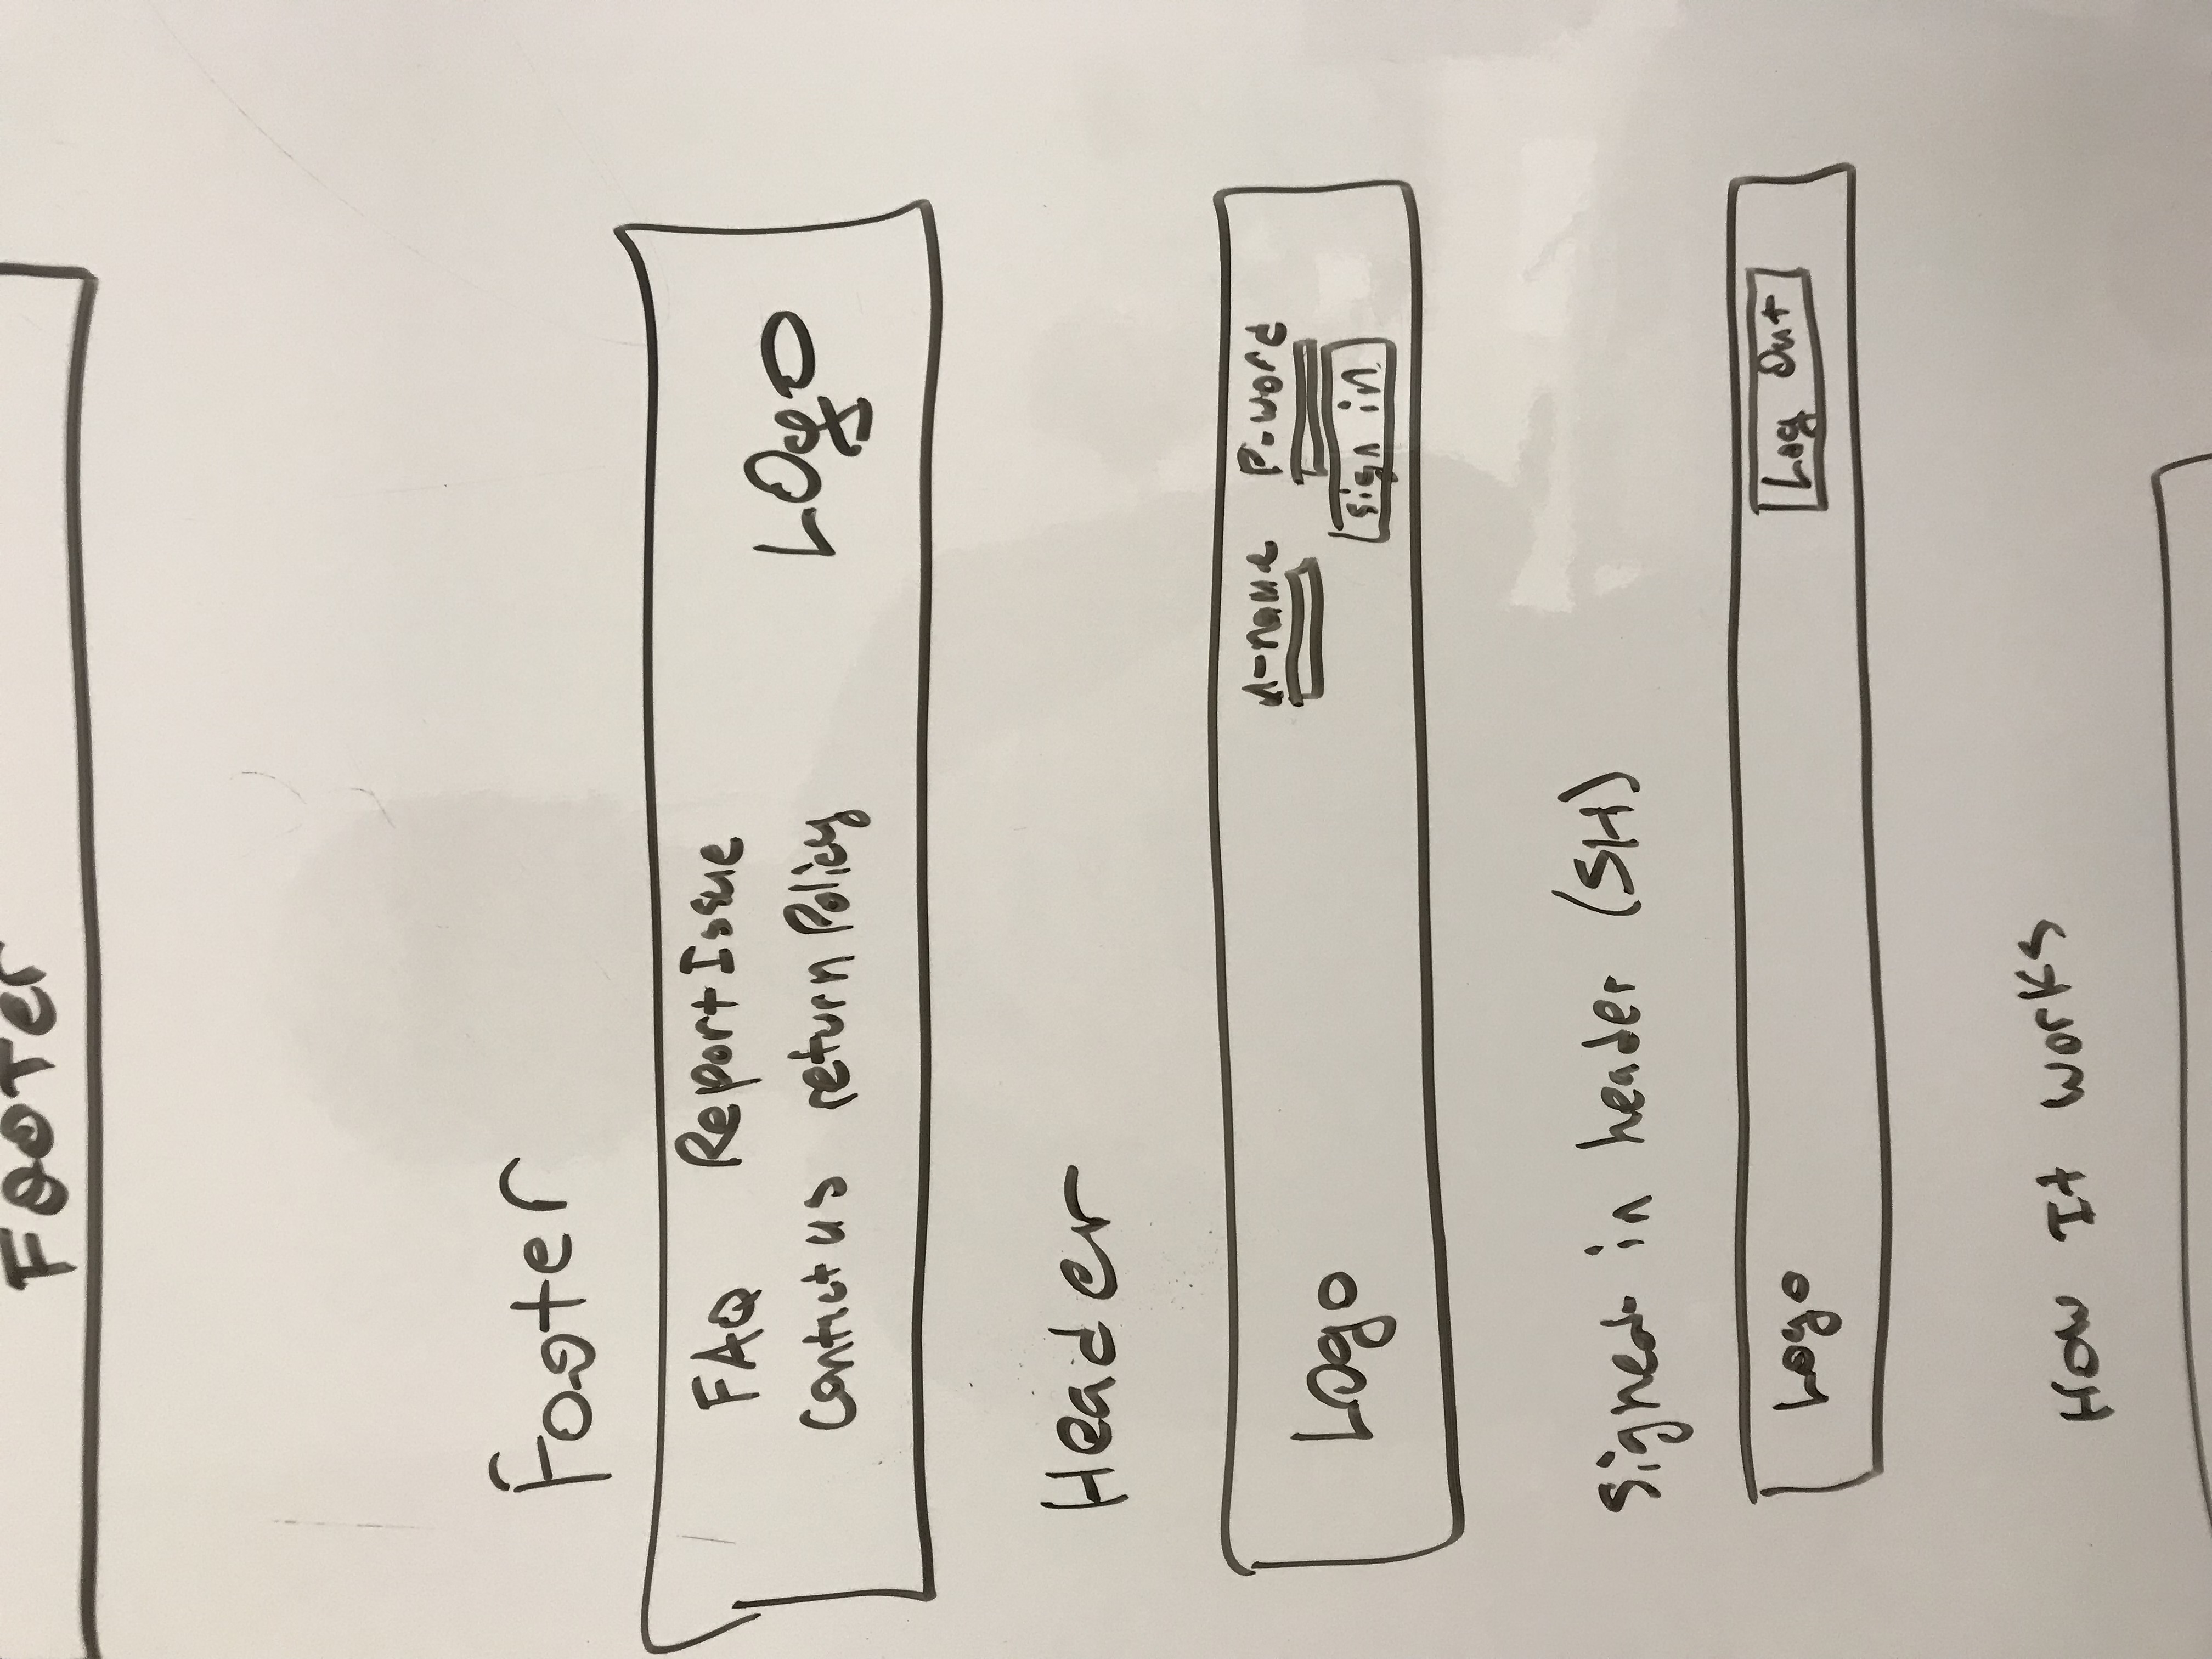 Footer
Footer
FAQ Report Issue
Contact us return Policy
LOgO
Header
u-name P-word
Logo
sign in
Signed in header (SH)
Logo
Log Out
How It works